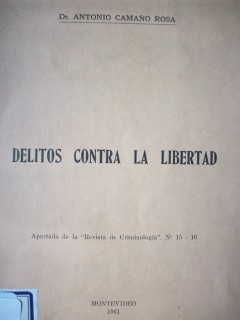 Dr. ANTONIO CAMAÑO ROSA
DELITOS CONTRA LA LIBERTAD
Apartado de la "Revista de Criminología". Nº 15 - 16
MONTEVIDEO
1961